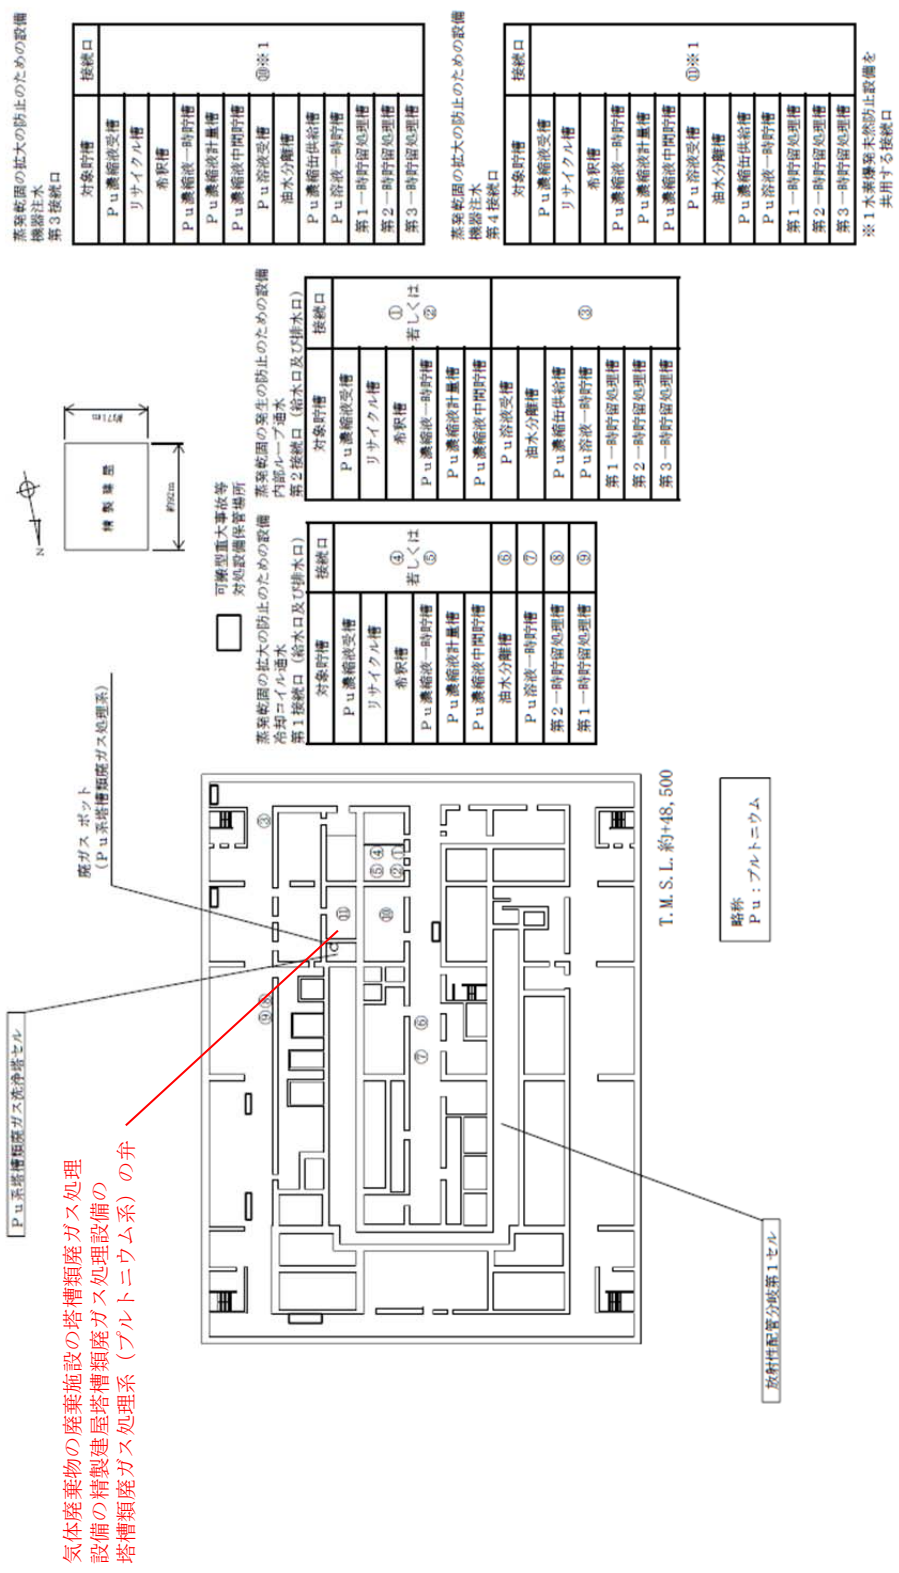 気体廃棄物の廃棄施設の塔槽類廃ガス処理
設備の精製建屋塔槽類廃ガス処理設備の
塔槽類廃ガス処理系（プルトニウム系）の弁
Ｐｕ系塔槽類廃ガス洗浄塔セル
廃ガス ポット
（Ｐｕ系塔槽類廃ガス処理系）
放射性配管分岐第１セル
①
②
③
④
⑤
⑥
⑦
⑧
⑨
⑩
⑪
T.M.S.L.約+48,500
略称
Ｐｕ：プルトニウム
N
精製建屋
約92m
約71m
可搬型重大事故等
対処設備保管場所
蒸発乾固の拡大の防止のための設備
冷却コイル通水
第１接続口（給水口及び排水口）
対象貯槽 接続口
Ｐｕ濃縮液受槽
リサイクル槽
希釈槽
Ｐｕ濃縮液一時貯槽
Ｐｕ濃縮液計量槽
Ｐｕ濃縮液中間貯槽
④
若しくは
⑤
油水分離槽 ⑥
Ｐｕ溶液一時貯槽 ⑦
第２一時貯留処理槽 ⑧
第１一時貯留処理槽 ⑨
蒸発乾固の発生の防止のための設備
内部ループ通水
第２接続口（給水口及び排水口）
対象貯槽 接続口
Ｐｕ濃縮液受槽
リサイクル槽
希釈槽
Ｐｕ濃縮液一時貯槽
Ｐｕ濃縮液計量槽
Ｐｕ濃縮液中間貯槽
①
若しくは
②
Ｐｕ溶液受槽
油水分離槽
Ｐｕ濃縮缶供給槽
Ｐｕ溶液一時貯槽
第１一時貯留処理槽
第２一時貯留処理槽
第３一時貯留処理槽
③
蒸発乾固の拡大の防止のための設備
機器注水
第３接続口
対象貯槽 接続口
Ｐｕ濃縮液受槽
リサイクル槽
希釈槽
Ｐｕ濃縮液一時貯槽
Ｐｕ濃縮液計量槽
Ｐｕ濃縮液中間貯槽
Ｐｕ溶液受槽
油水分離槽
Ｐｕ濃縮缶供給槽
Ｐｕ溶液一時貯槽
第１一時貯留処理槽
第２一時貯留処理槽
第３一時貯留処理槽
⑩※１
蒸発乾固の拡大の防止のための設備
機器注水
第４接続口
対象貯槽 接続口
Ｐｕ濃縮液受槽
リサイクル槽
希釈槽
Ｐｕ濃縮液一時貯槽
Ｐｕ濃縮液計量槽
Ｐｕ濃縮液中間貯槽
Ｐｕ溶液受槽
油水分離槽
Ｐｕ濃縮缶供給槽
Ｐｕ溶液一時貯槽
第１一時貯留処理槽
第２一時貯留処理槽
第３一時貯留処理槽
⑪※１
※１水素爆発未然防止設備を
共用する接続口